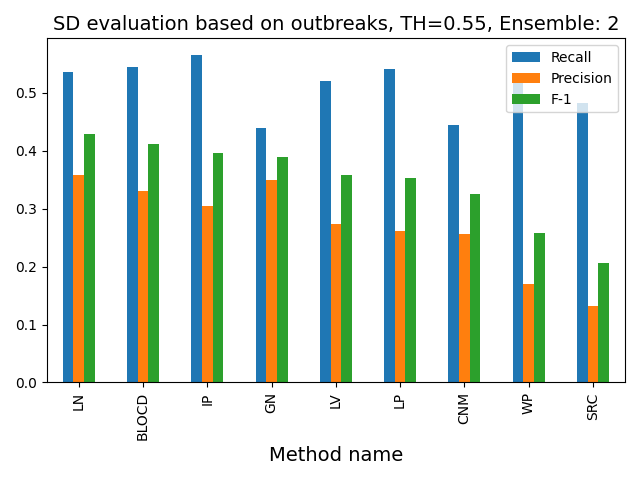 SD evaluation based on outbreaks, TH=0.55, Ensemble: 2
Recall
Precision
F-1
0.5
0.4
0.3
0.2
0.1
0.0
LN
BLOCD
IP
GN
LV
LP
CNM
WP
SRC
Method name